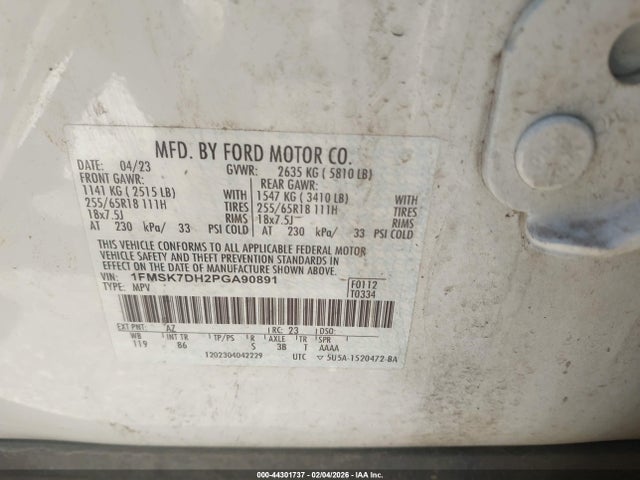 MFD. BY FORD MOTOR CO.
DATE: 04/23 GVWR: 2635 KG ( 5810 LB)
FRONT GAWR: REAR GAWR:
1141 KG ( 2515 LB) WITH 1547 KG ( 3410 LB) WITH
255/65R18 111H TIRES 255/65R18 111H TIRES
18x7.5J RIMS 18x7.5J RIMS
AT 230 kPa/ 33 PSI COLD AT 230 kPa/ 33 PSI COLD
THIS VEHICLE CONFORMS TO ALL APPLICABLE FEDERAL MOTOR
VEHICLE SAFETY AND THEFT PREVENTION STANDARDS IN
EFFECT ON THE DATE OF MANUFACTURE SHOWN ABOVE.
VIN: 1FMSK7DH2PGA90891 F0112
TYPE: MPV T0334
EXT PNT: AZ RC: 23 DSO:
WB INT TR TP/PS R AXLE TR SPR
119 B6 S 3B T AAAA
1202304042229 UTC 5U5A-1520472-BA
000-44301737 - 02/04/2026 - IAA Inc.